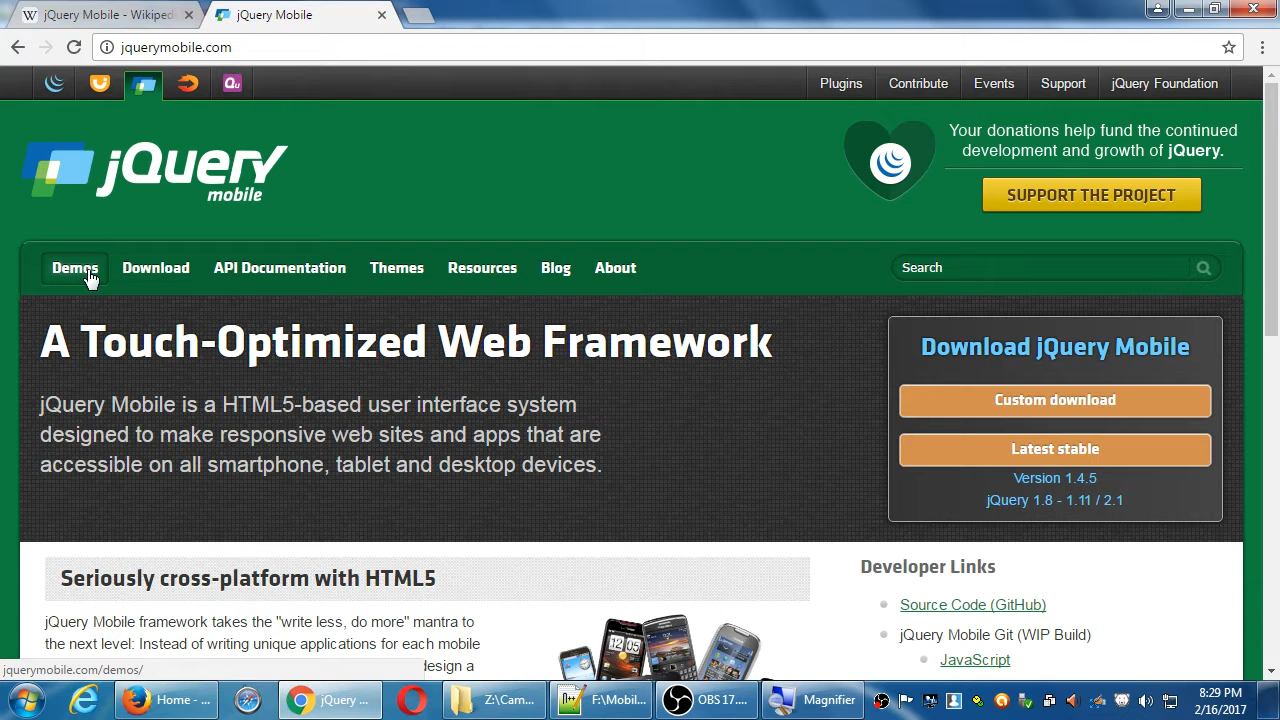 jQuery Mobile - Wikiped
jQuery Mobile
jquerymobile.com
Plugins
Contribute
Events
Support
jQuery Foundation
jQuery
mobile
Your donations help fund the continued
development and growth of jQuery.
SUPPORT THE PROJECT
Demos
Download
API Documentation
Themes
Resources
Blog
About
Search
A Touch-Optimized Web Framework
jQuery Mobile is a HTML5-based user interface system
designed to make responsive web sites and apps that are
accessible on all smartphone, tablet and desktop devices.
Download jQuery Mobile
Custom download
Latest stable
Version 1.4.5
jQuery 1.8 - 1.11 / 2.1
Seriously cross-platform with HTML5
jQuery Mobile framework takes the "write less, do more" mantra to
the next level: Instead of writing unique applications for each mobile
design a
12:05
Developer Links
Source Code (GitHub)
jQuery Mobile Git (WIP Build)
JavaScript
jquerymobile.com/demos/
Home - ...
jQuery ...
Z:\Cam...
F:\Mobil...
OBS 17....
Magnifier
8:29 PM
2/16/2017